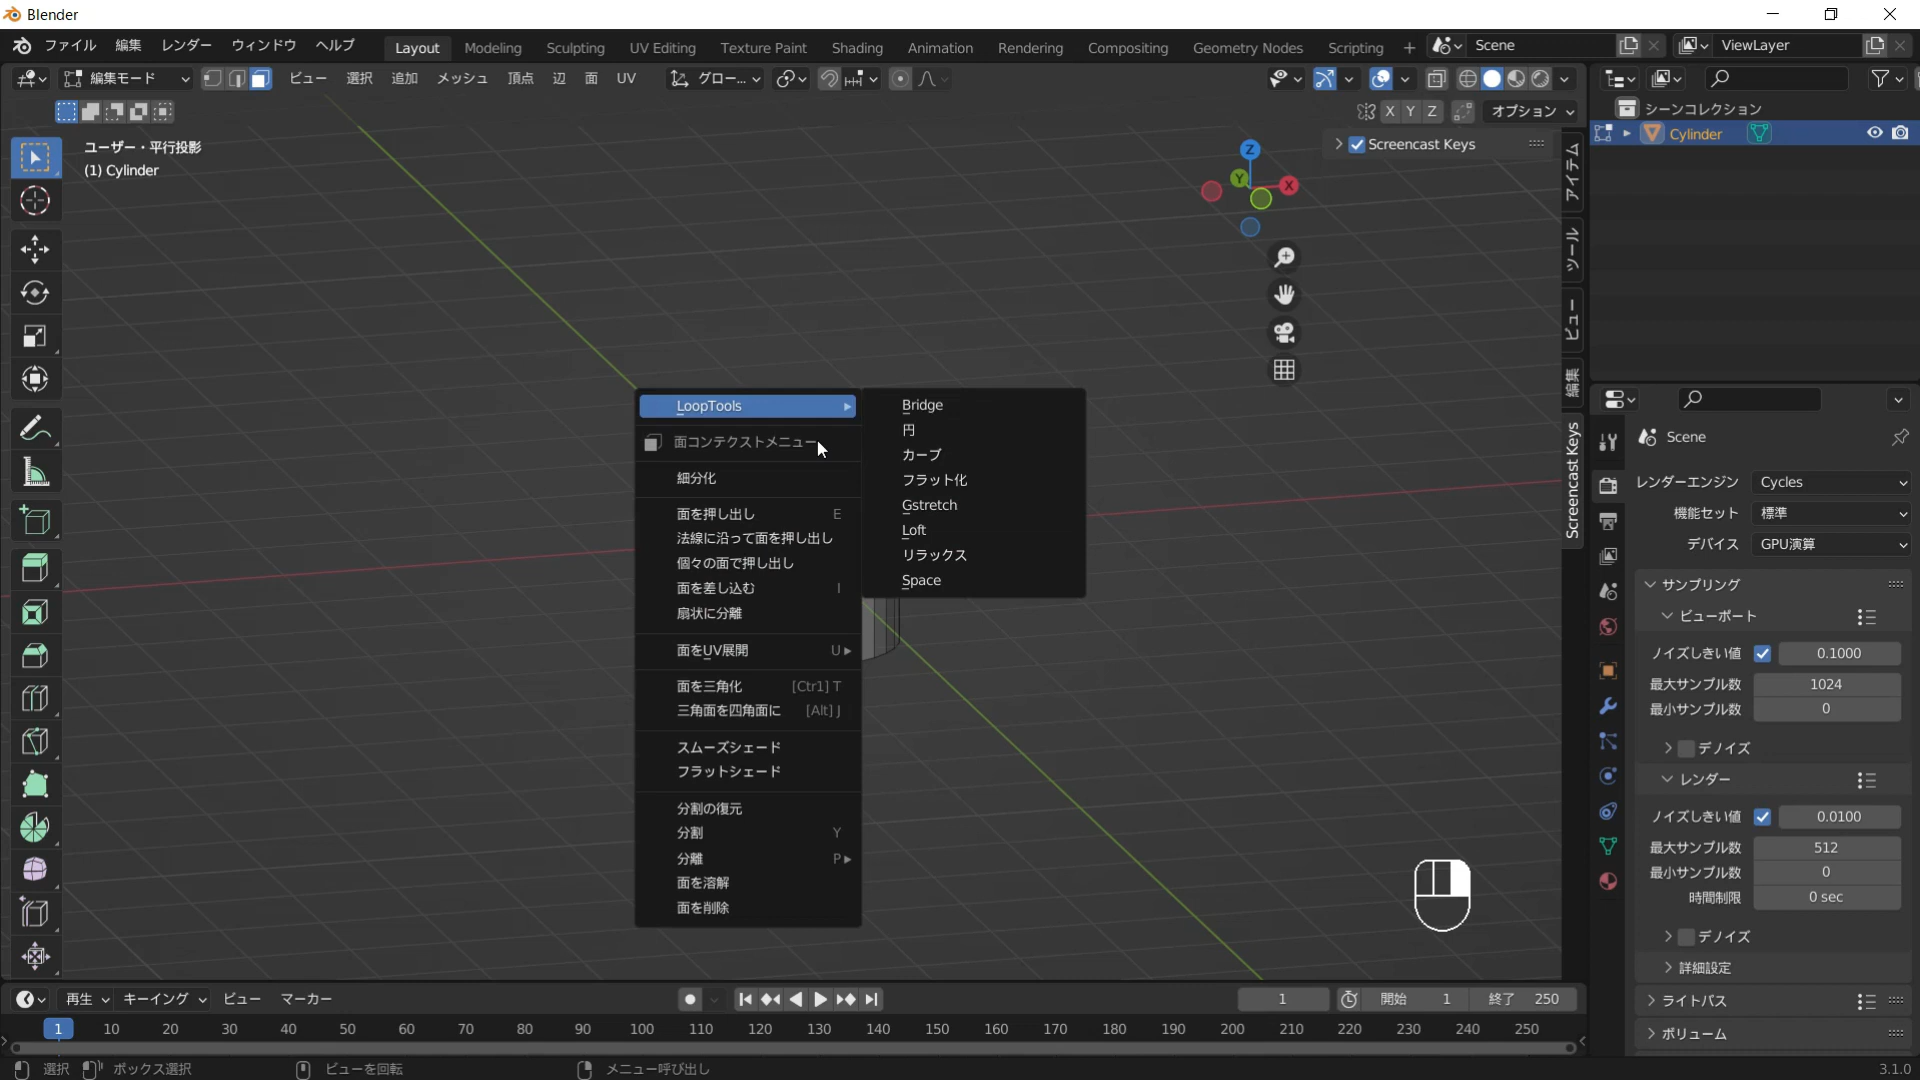 Blender
ファイル 編集 レンダー ウィンドウ ヘルプ Layout Modeling Sculpting UV Editing Texture Paint Shading Animation Rendering Compositing Geometry Nodes Scripting + Scene ViewLayer
編集モード ビュー 選択 追加 メッシュ 頂点 辺 面 UV グロー...
X Y Z オプション
シーンコレクション
Cylinder
ユーザー・平行投影
(1) Cylinder
Screencast Keys
Z
Y
X
アイテム
ツール
ビュー
編集
Screencast Keys
LoopTools
面コンテクストメニュー
細分化
面を押し出し E
法線に沿って面を押し出し
個々の面で押し出し
面を差し込む I
扇状に分離
面をUV展開 U
面を三角化 [Ctrl] T
三角面を四角面に [Alt] J
スムーズシェード
フラットシェード
分割の復元
分割 Y
分離 P
面を溶解
面を削除
Bridge
円
カーブ
フラット化
Gstretch
Loft
リラックス
Space
Scene
レンダーエンジン Cycles
機能セット 標準
デバイス GPU演算
サンプリング
ビューポート
ノイズしきい値 0.1000
最大サンプル数 1024
最小サンプル数 0
デノイズ
レンダー
ノイズしきい値 0.0100
最大サンプル数 512
最小サンプル数 0
時間制限 0 sec
デノイズ
詳細設定
ライトパス
ボリューム
再生 キーイング ビュー マーカー 1 開始 1 終了 250
1 10 20 30 40 50 60 70 80 90 100 110 120 130 140 150 160 170 180 190 200 210 220 230 240 250
選択 ボックス選択 ビューを回転 メニュー呼び出し 3.1.0